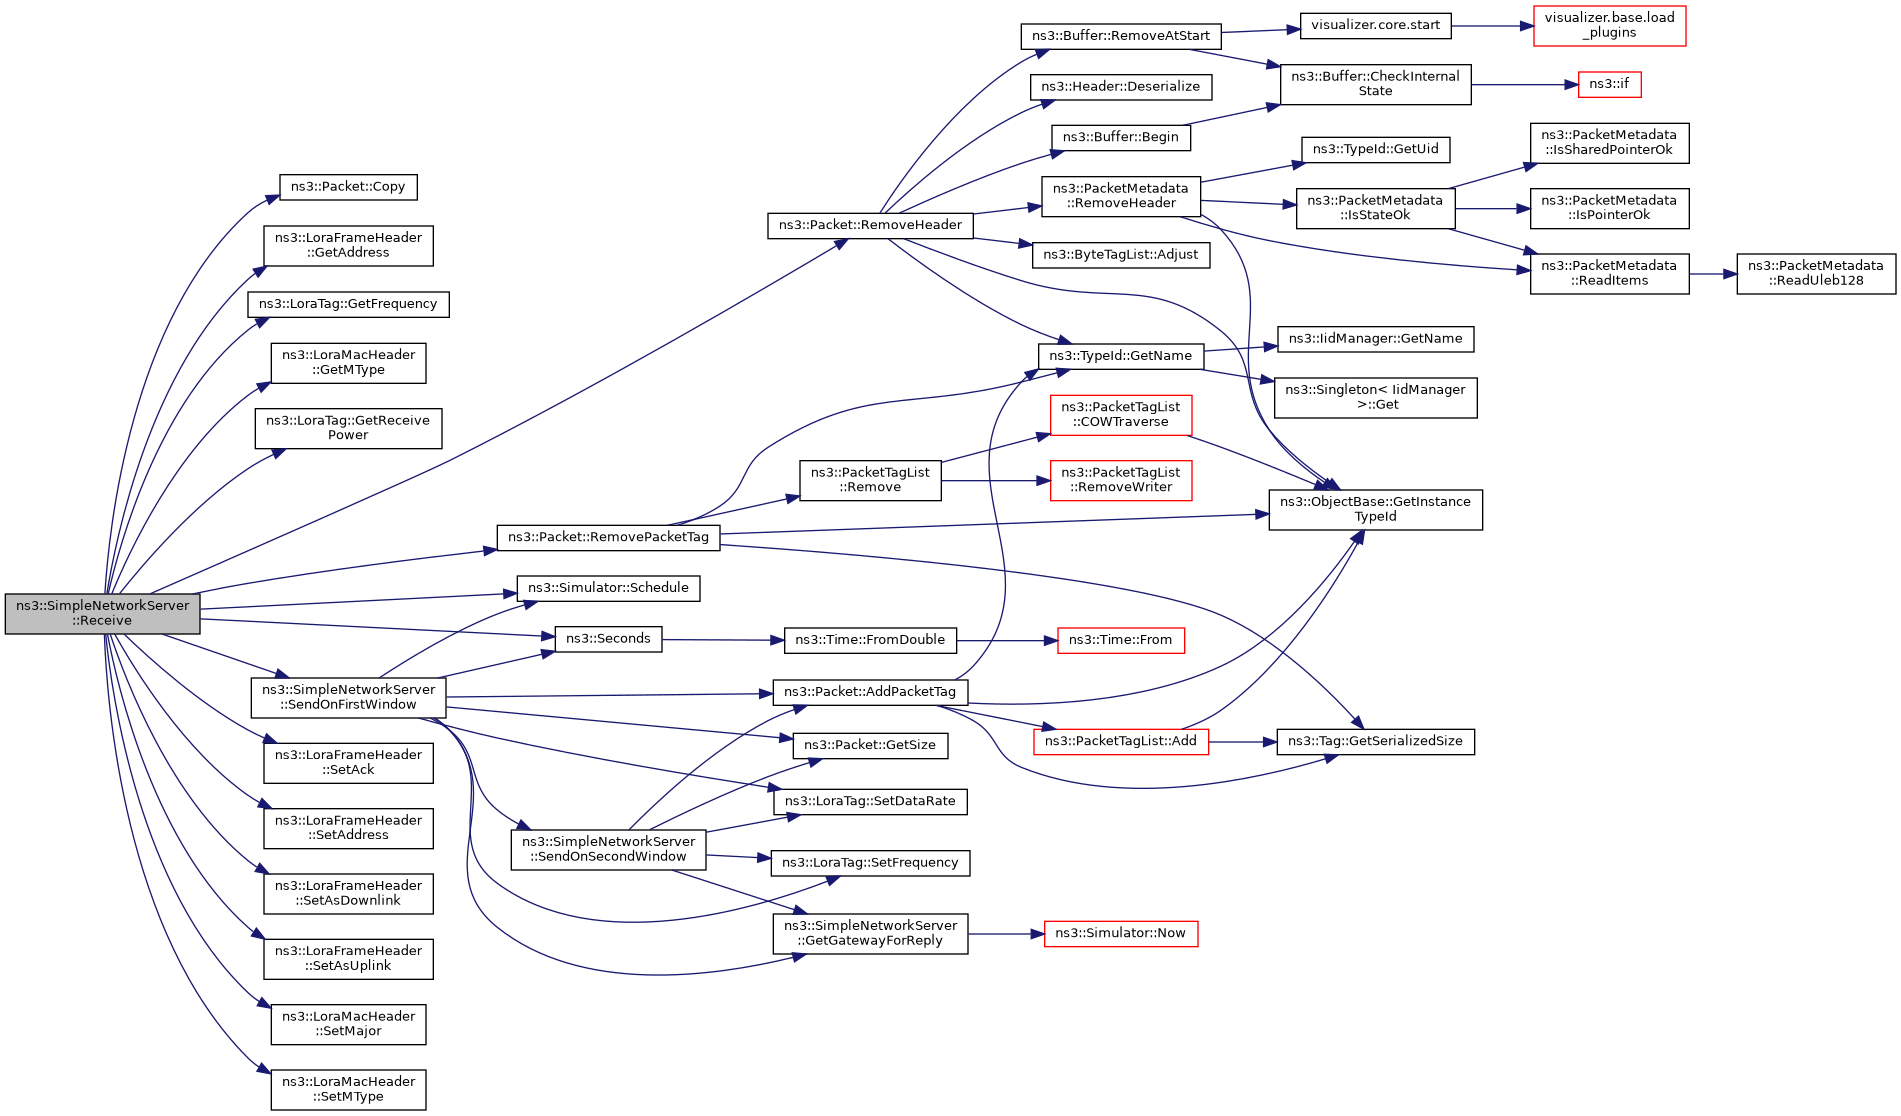 ns3::SimpleNetworkServer
::Receive
ns3::Packet::Copy
ns3::LoraFrameHeader
::GetAddress
ns3::LoraTag::GetFrequency
ns3::LoraMacHeader
::GetMType
ns3::LoraTag::GetReceive
Power
ns3::Packet::RemoveHeader
ns3::Buffer::RemoveAtStart
visualizer.core.start
visualizer.base.load
_plugins
ns3::Buffer::CheckInternal
State
ns3::if
ns3::Header::Deserialize
ns3::Buffer::Begin
ns3::PacketMetadata
::RemoveHeader
ns3::TypeId::GetUid
ns3::PacketMetadata
::IsStateOk
ns3::PacketMetadata
::IsSharedPointerOk
ns3::PacketMetadata
::IsPointerOk
ns3::PacketMetadata
::ReadItems
ns3::PacketMetadata
::ReadUleb128
ns3::ByteTagList::Adjust
ns3::TypeId::GetName
ns3::IidManager::GetName
ns3::Singleton< IidManager
>::Get
ns3::Packet::RemovePacketTag
ns3::PacketTagList
::Remove
ns3::PacketTagList
::COWTraverse
ns3::PacketTagList
::RemoveWriter
ns3::ObjectBase::GetInstance
TypeId
ns3::Simulator::Schedule
ns3::Seconds
ns3::Time::FromDouble
ns3::Time::From
ns3::SimpleNetworkServer
::SendOnFirstWindow
ns3::Packet::AddPacketTag
ns3::PacketTagList::Add
ns3::Tag::GetSerializedSize
ns3::Packet::GetSize
ns3::LoraTag::SetDataRate
ns3::SimpleNetworkServer
::SendOnSecondWindow
ns3::LoraTag::SetFrequency
ns3::SimpleNetworkServer
::GetGatewayForReply
ns3::Simulator::Now
ns3::LoraFrameHeader
::SetAck
ns3::LoraFrameHeader
::SetAddress
ns3::LoraFrameHeader
::SetAsDownlink
ns3::LoraFrameHeader
::SetAsUplink
ns3::LoraMacHeader
::SetMajor
ns3::LoraMacHeader
::SetMType